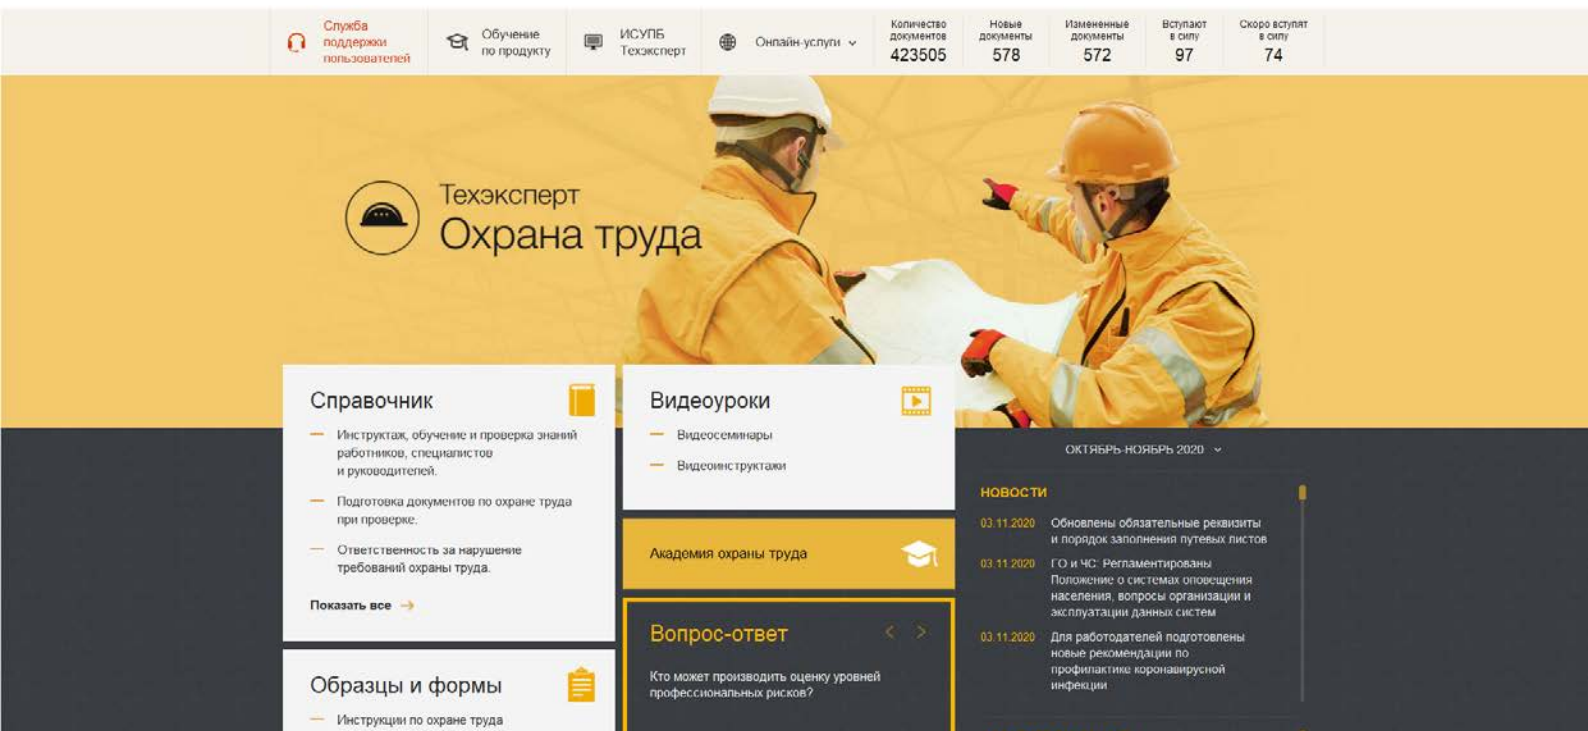 Служба
поддержки
пользователей
Обучение
по продукту
ИСУПБ
Техэксперт
Онлайн-услуги
Количество
документов
423505
Новые
документы
578
Измененные
документы
572
Вступают
в силу
97
Скоро вступят
в силу
74
Техэксперт
Охрана труда
Справочник
Инструктаж, обучение и проверка знаний
работников, специалистов
и руководителей.
Подготовка документов по охране труда
при проверке.
Ответственность за нарушение
требований охраны труда.
Показать все
Образцы и формы
Инструкции по охране труда
Видеоуроки
Видеосеминары
Видеоинструктажи
Академия охраны труда
Вопрос-ответ
Кто может производить оценку уровней
профессиональных рисков?
ОКТЯБРЬ-НОЯБРЬ 2020
НОВОСТИ
03.11.2020 Обновлены обязательные реквизиты
и порядок заполнения путевых листов
03.11.2020 ГО и ЧС: Регламентированы
Положение о системах оповещения
населения, вопросы организации и
эксплуатации данных систем
03.11.2020 Для работодателей подготовлены
новые рекомендации по
профилактике коронавирусной
инфекции